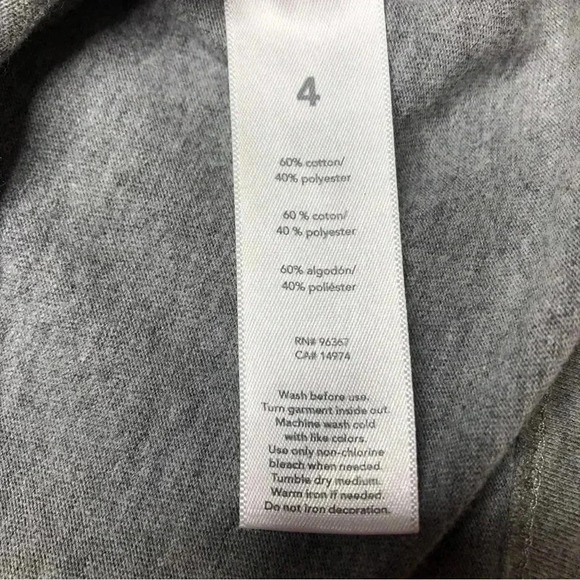 4
60% cotton/
40% polyester
60 % coton/
40 % polyester
60% algodón/
40% poliéster
RN# 96367
CA# 14974
Wash before use.
Turn garment inside out.
Machine wash cold
with like colors.
Use only non-chlorine
bleach when needed.
Tumble dry medium.
Warm iron if needed.
Do not iron decoration.